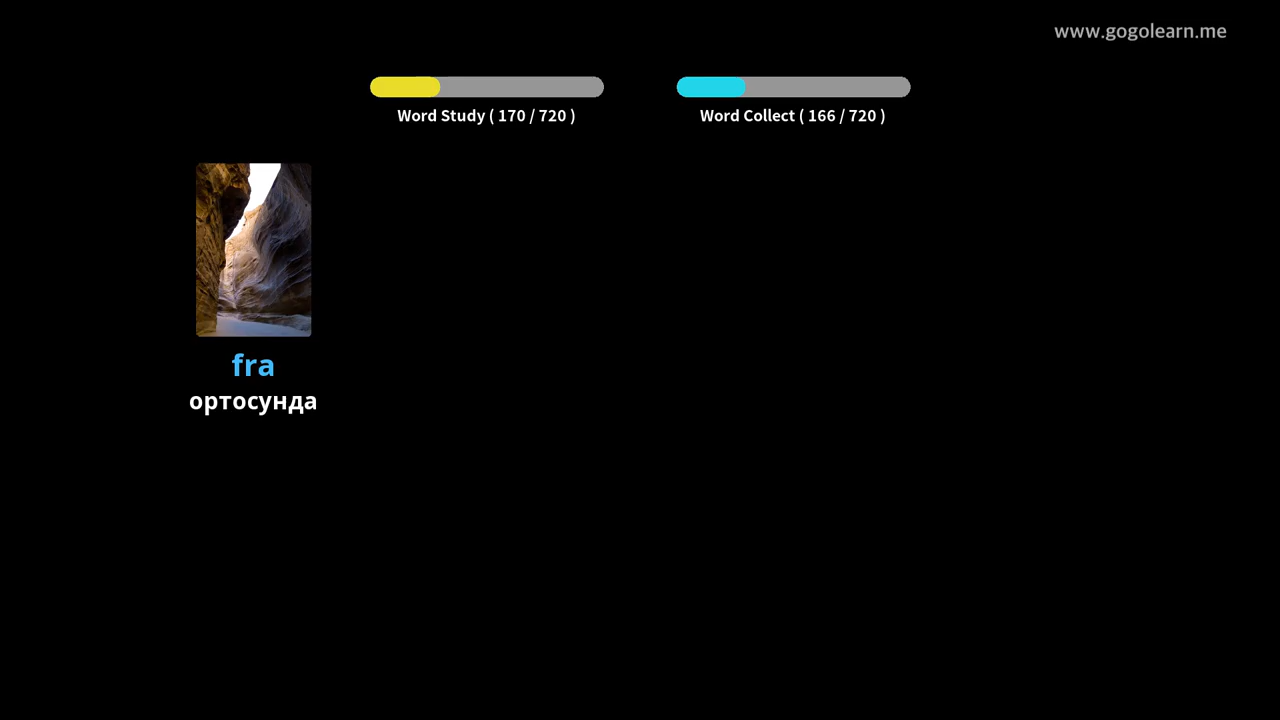 www.gogolearn.me
Word Study ( 170 / 720 )
Word Collect ( 166 / 720 )
fra
ортосунда